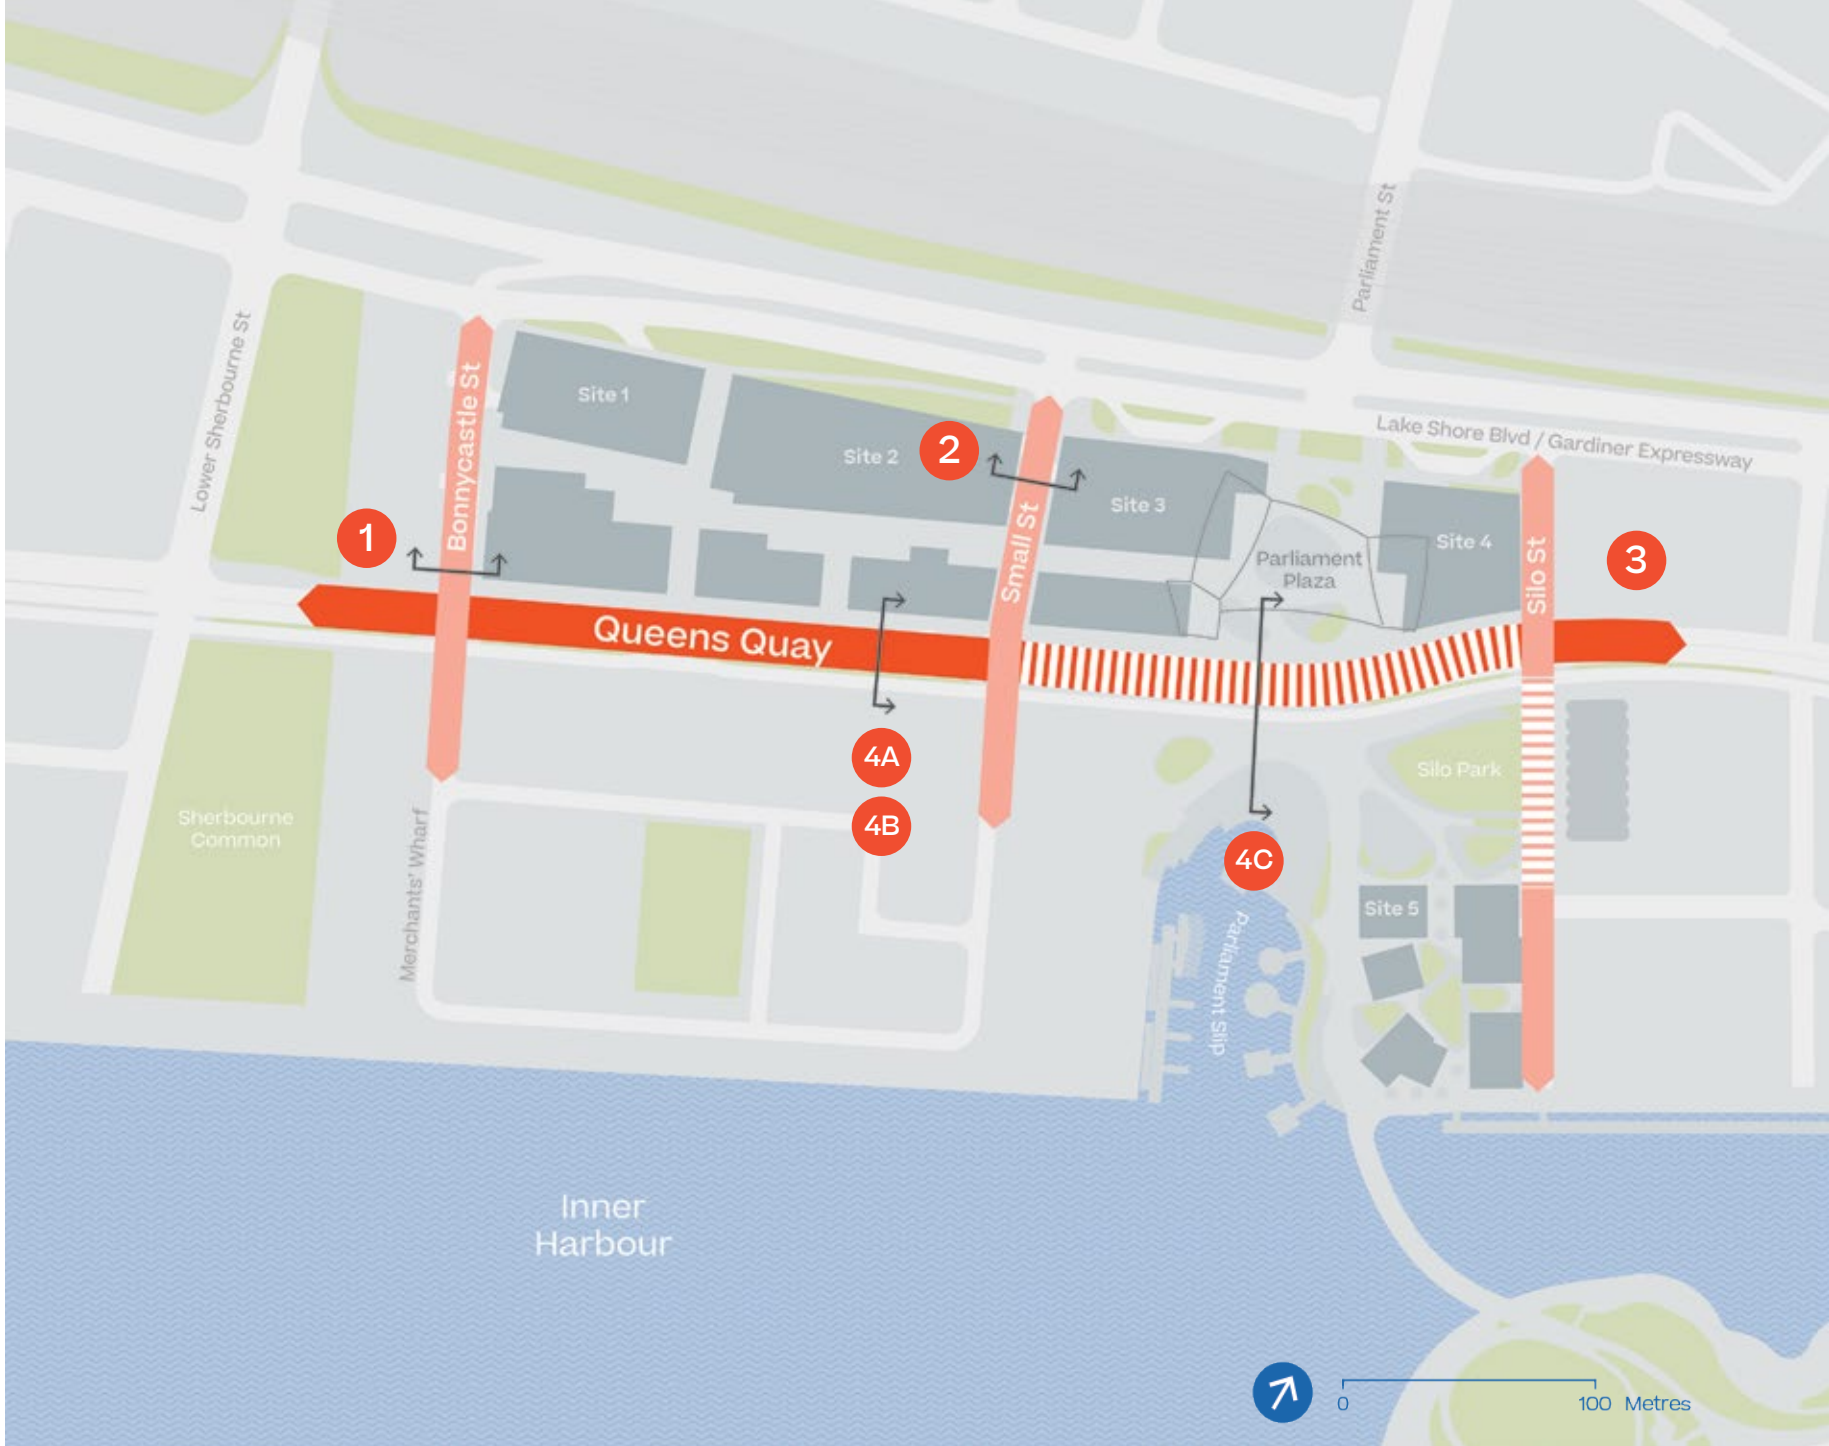 Parliament St
Lower Sherbourne St
Bonnycastle St
Site 1
Site 2
2
Site 3
Small St
Lake Shore Blvd / Gardiner Expressway
Site 4
Silo St
Parliament
Plaza
1
3
Queens Quay
4A
4B
4C
Silo Park
Sherbourne
Common
Merchants' Wharf
Site 5
Parliament Slip
Inner
Harbour
0
100 Metres